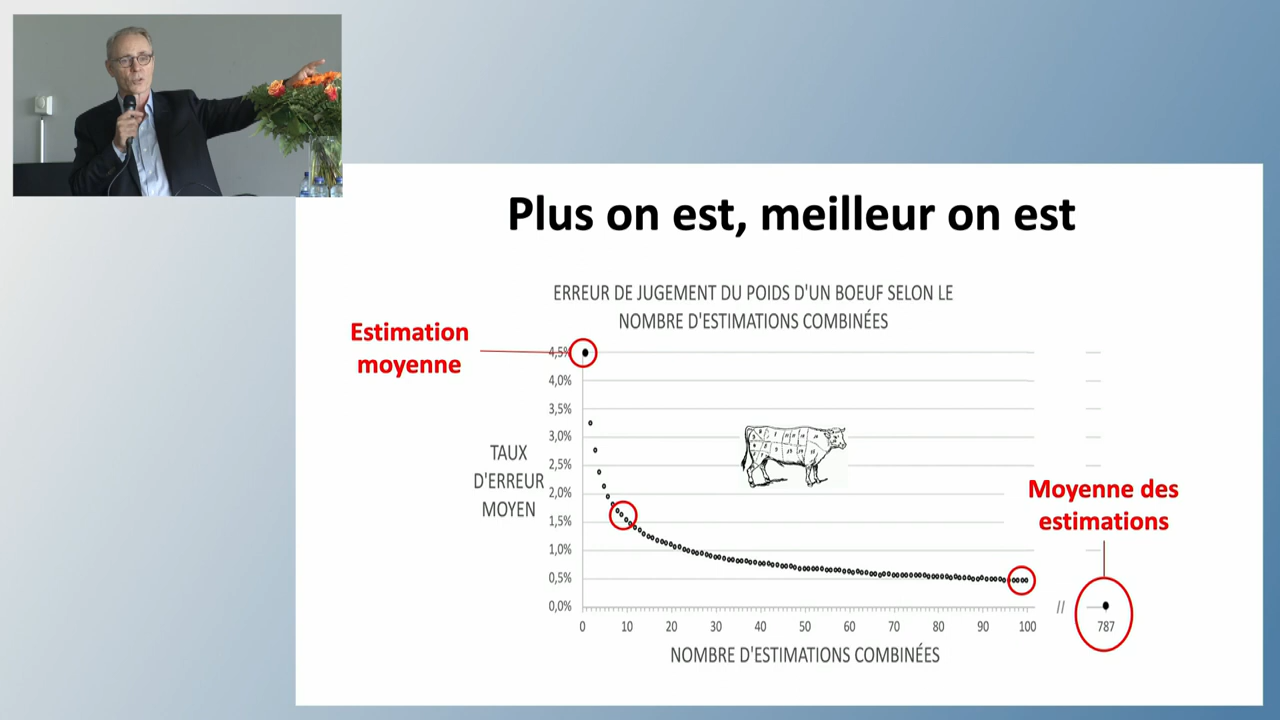 Plus on est, meilleur on est
ERREUR DE JUGEMENT DU POIDS D'UN BOEUF SELON LE
NOMBRE D'ESTIMATIONS COMBINÉES
Estimation
moyenne
4,5%
4,0%
3,5%
3,0%
2,5%
2,0%
1,5%
1,0%
0,5%
0,0%
TAUX
D'ERREUR
MOYEN
Moyenne des
estimations
0 10 20 30 40 50 60 70 80 90 100
//
787
NOMBRE D'ESTIMATIONS COMBINÉES